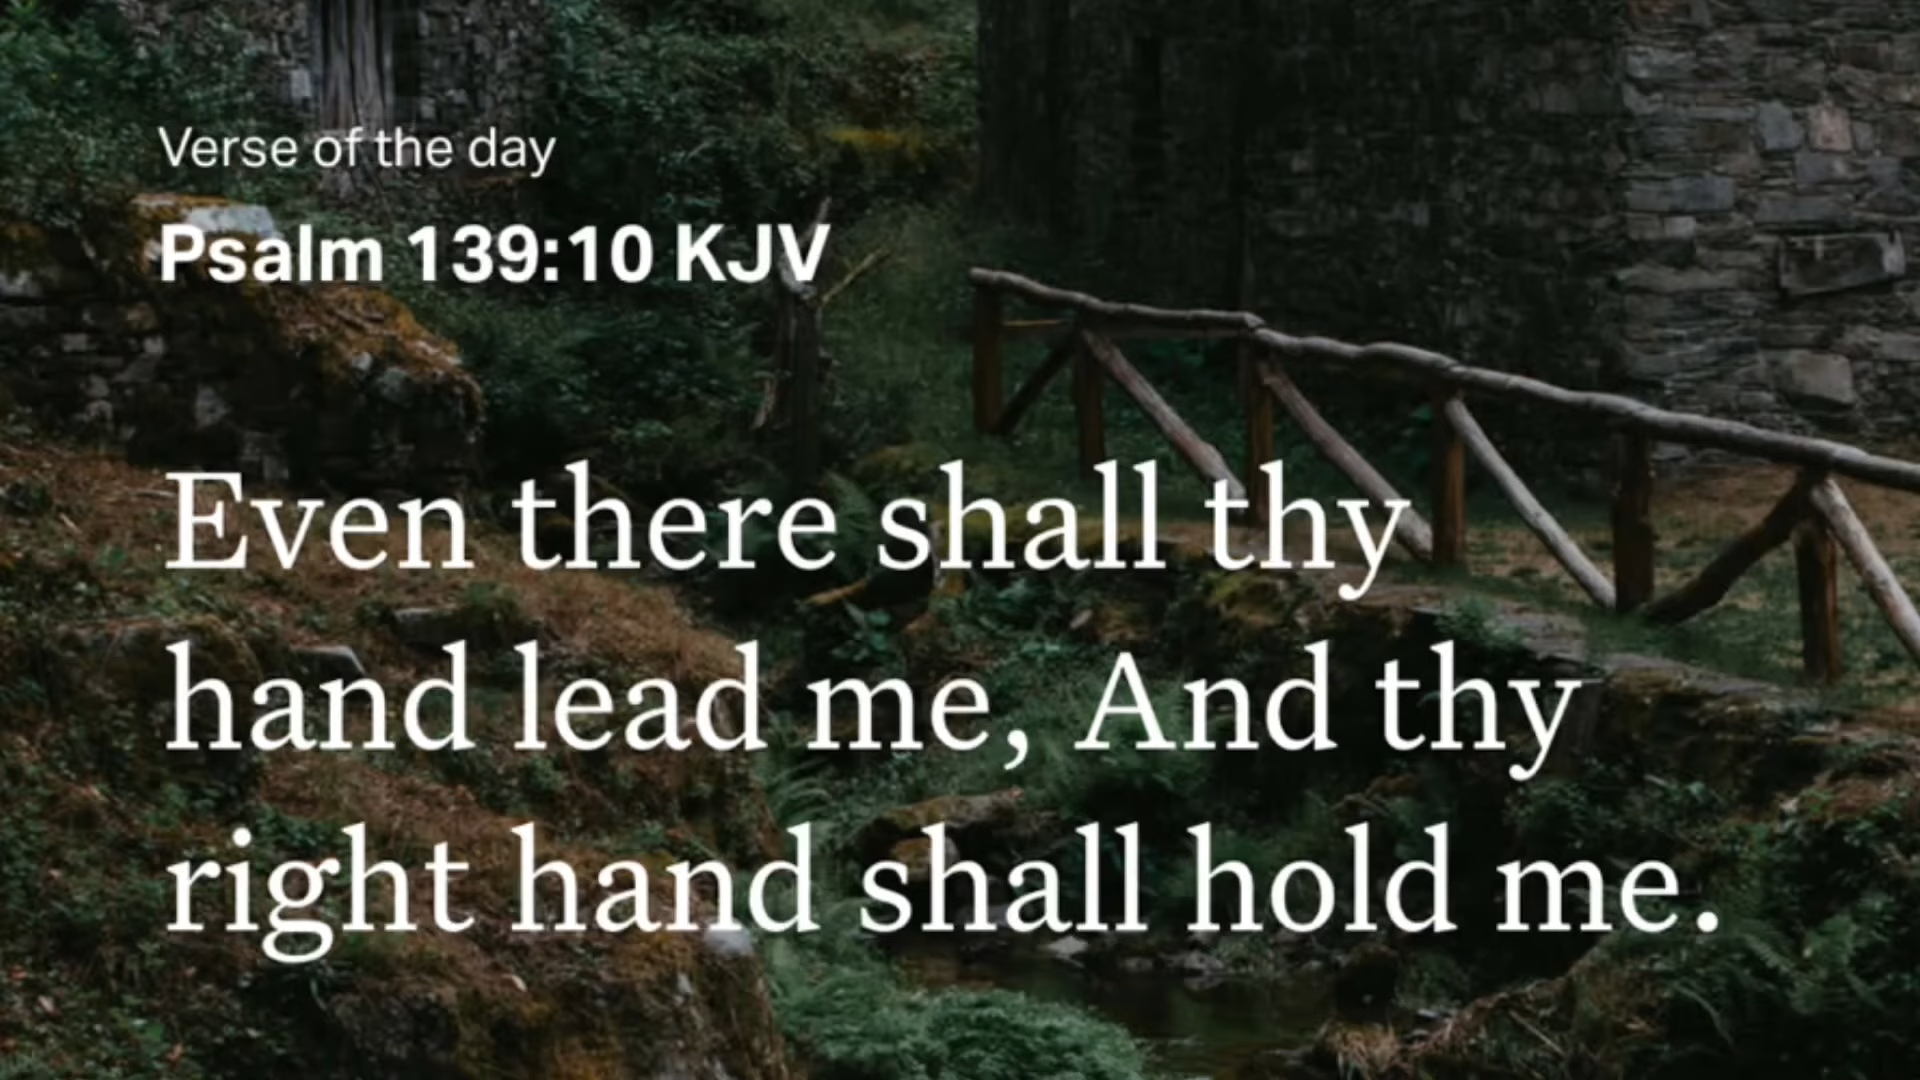 Verse of the day
Psalm 139:10 KJV
Even there shall thy
hand lead me, And thy
right hand shall hold me.